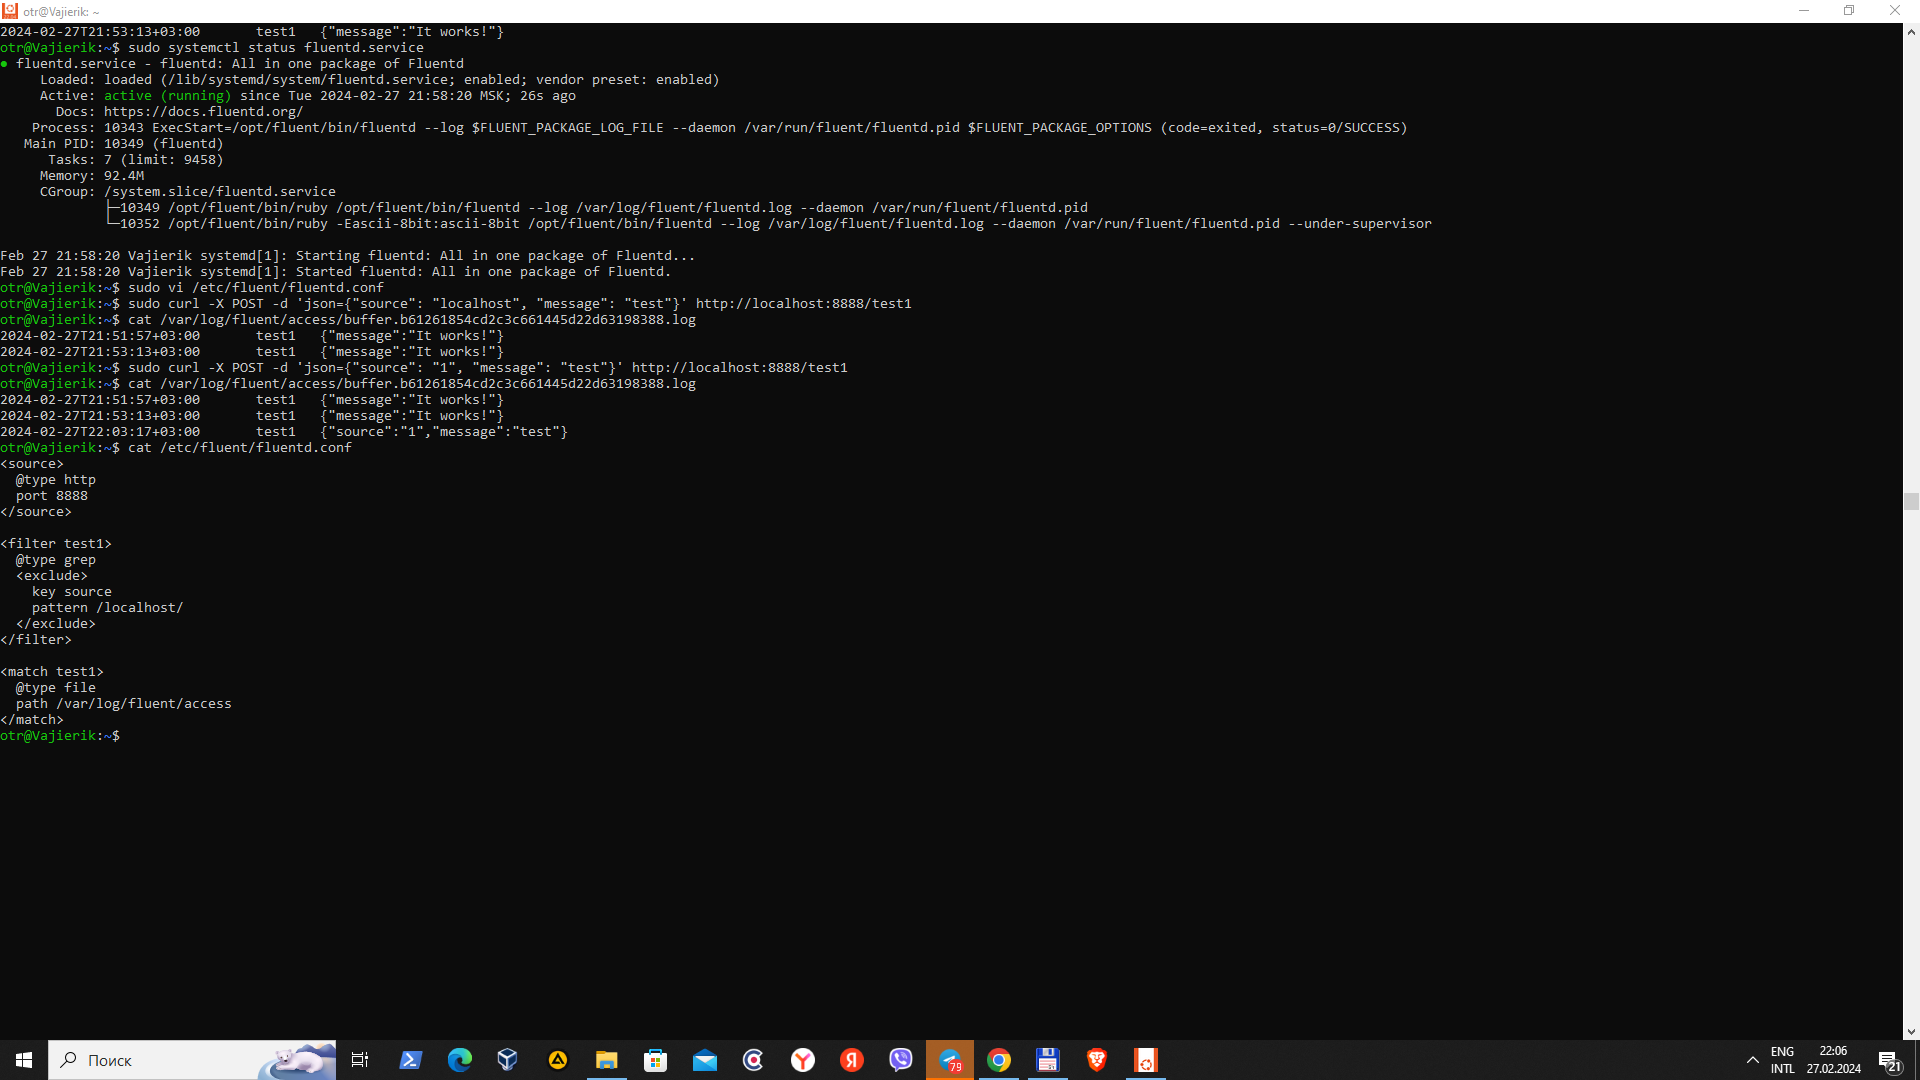 otr@Vajierik: ~
2024-02-27T21:53:13+03:00       test1   {"message":"It works!"}
otr@Vajierik:~$ sudo systemctl status fluentd.service
● fluentd.service - fluentd: All in one package of Fluentd
     Loaded: loaded (/lib/systemd/system/fluentd.service; enabled; vendor preset: enabled)
     Active: active (running) since Tue 2024-02-27 21:58:20 MSK; 26s ago
       Docs: https://docs.fluentd.org/
    Process: 10343 ExecStart=/opt/fluent/bin/fluentd --log $FLUENT_PACKAGE_LOG_FILE --daemon /var/run/fluent/fluentd.pid $FLUENT_PACKAGE_OPTIONS (code=exited, status=0/SUCCESS)
   Main PID: 10349 (fluentd)
      Tasks: 7 (limit: 9458)
     Memory: 92.4M
     CGroup: /system.slice/fluentd.service
             ├─10349 /opt/fluent/bin/ruby /opt/fluent/bin/fluentd --log /var/log/fluent/fluentd.log --daemon /var/run/fluent/fluentd.pid
             └─10352 /opt/fluent/bin/ruby -Eascii-8bit:ascii-8bit /opt/fluent/bin/fluentd --log /var/log/fluent/fluentd.log --daemon /var/run/fluent/fluentd.pid --under-supervisor
Feb 27 21:58:20 Vajierik systemd[1]: Starting fluentd: All in one package of Fluentd...
Feb 27 21:58:20 Vajierik systemd[1]: Started fluentd: All in one package of Fluentd.
otr@Vajierik:~$ sudo vi /etc/fluent/fluentd.conf
otr@Vajierik:~$ sudo curl -X POST -d 'json={"source": "localhost", "message": "test"}' http://localhost:8888/test1
otr@Vajierik:~$ cat /var/log/fluent/access/buffer.b61261854cd2c3c661445d22d63198388.log
2024-02-27T21:51:57+03:00       test1   {"message":"It works!"}
2024-02-27T21:53:13+03:00       test1   {"message":"It works!"}
otr@Vajierik:~$ sudo curl -X POST -d 'json={"source": "1", "message": "test"}' http://localhost:8888/test1
otr@Vajierik:~$ cat /var/log/fluent/access/buffer.b61261854cd2c3c661445d22d63198388.log
2024-02-27T21:51:57+03:00       test1   {"message":"It works!"}
2024-02-27T21:53:13+03:00       test1   {"message":"It works!"}
2024-02-27T22:03:17+03:00       test1   {"source":"1","message":"test"}
otr@Vajierik:~$ cat /etc/fluent/fluentd.conf
<source>
  @type http
  port 8888
</source>
<filter test1>
  @type grep
  <exclude>
    key source
    pattern /localhost/
  </exclude>
</filter>
<match test1>
  @type file
  path /var/log/fluent/access
</match>
otr@Vajierik:~$
Поиск
79
ENG
INTL
22:06
27.02.2024
21